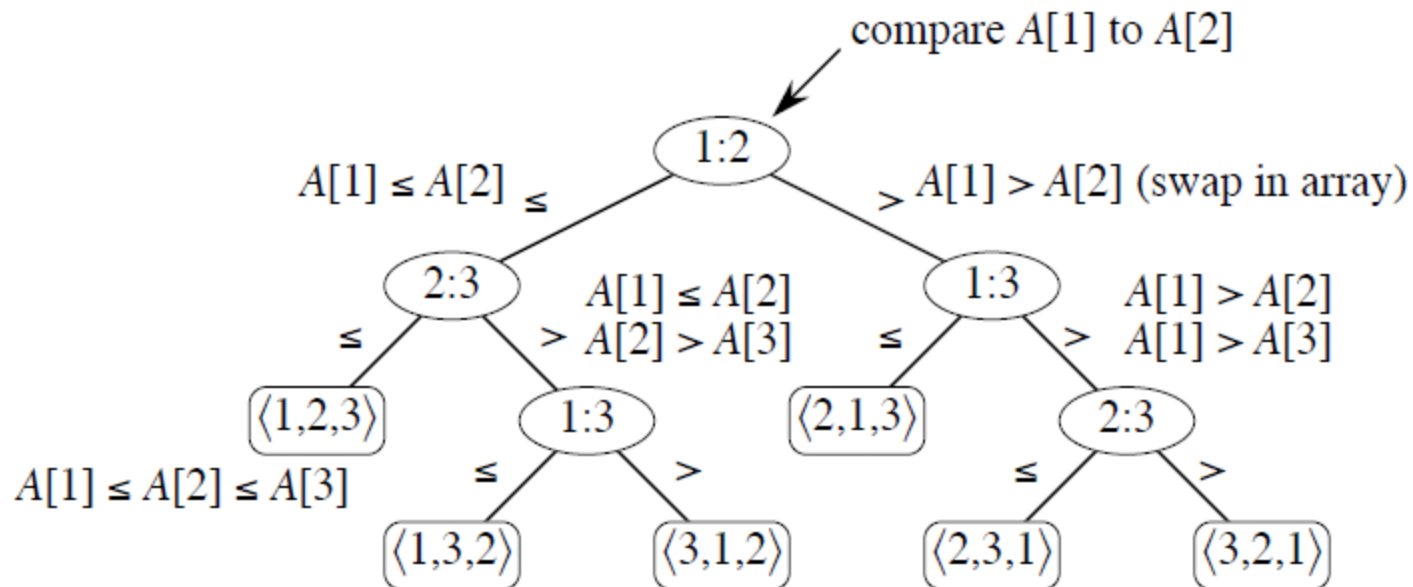 compare A[1] to A[2]
1:2
A[1] ≤ A[2] ≤
> A[1] > A[2] (swap in array)
2:3
A[1] ≤ A[2]
1:3
A[1] > A[2]
≤
> A[2] > A[3]
≤
> A[1] > A[3]
⟨1,2,3⟩
1:3
⟨2,1,3⟩
2:3
A[1] ≤ A[2] ≤ A[3]
≤
>
≤
>
⟨1,3,2⟩
⟨3,1,2⟩
⟨2,3,1⟩
⟨3,2,1⟩